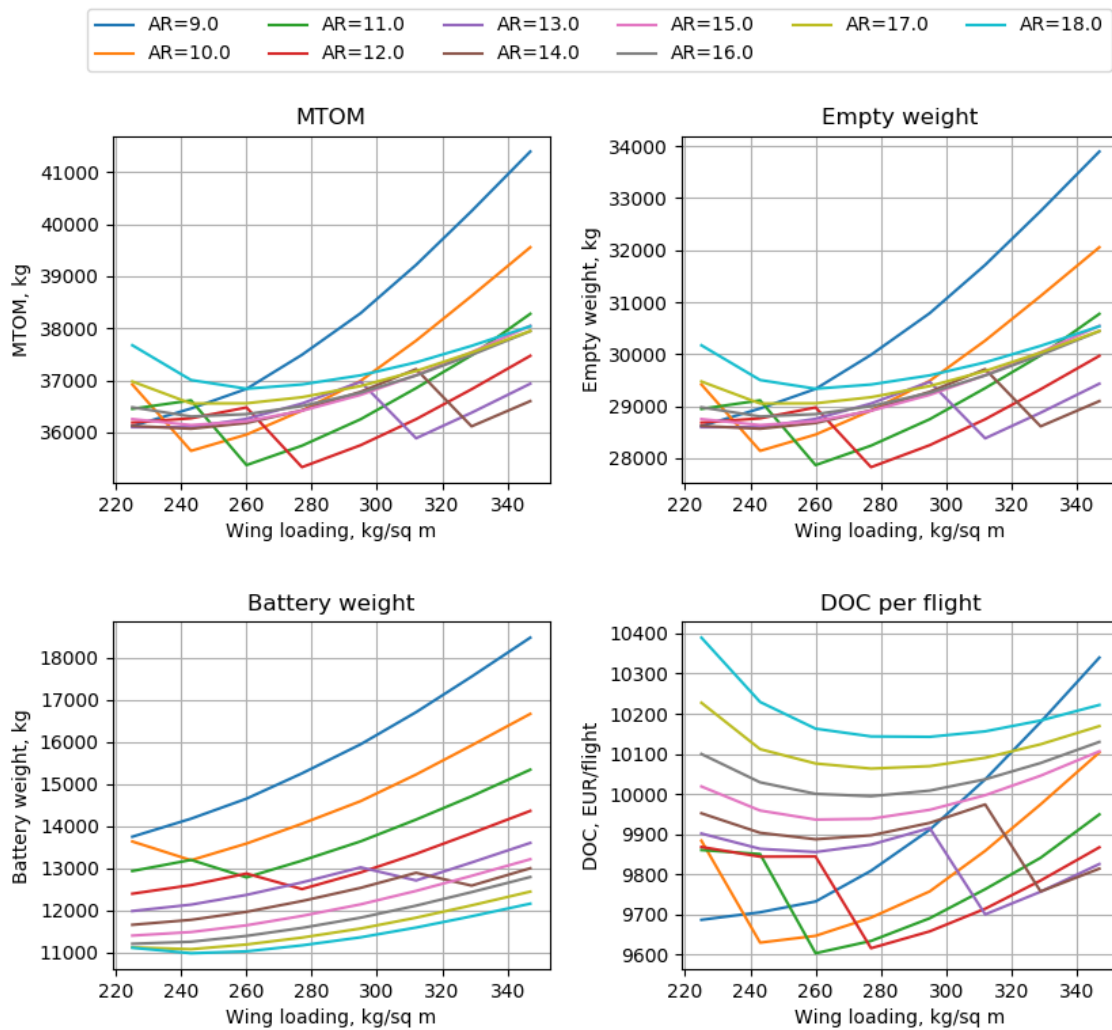 AR=9.0 AR=11.0 AR=13.0 AR=15.0 AR=17.0 AR=18.0
AR=10.0 AR=12.0 AR=14.0 AR=16.0
MTOM
MTOM, kg
41000
40000
39000
38000
37000
36000
220 240 260 280 300 320 340
Wing loading, kg/sq m
Empty weight
Empty weight, kg
34000
33000
32000
31000
30000
29000
28000
220 240 260 280 300 320 340
Wing loading, kg/sq m
Battery weight
Battery weight, kg
18000
17000
16000
15000
14000
13000
12000
11000
220 240 260 280 300 320 340
Wing loading, kg/sq m
DOC per flight
DOC, EUR/flight
10400
10300
10200
10100
10000
9900
9800
9700
9600
220 240 260 280 300 320 340
Wing loading, kg/sq m